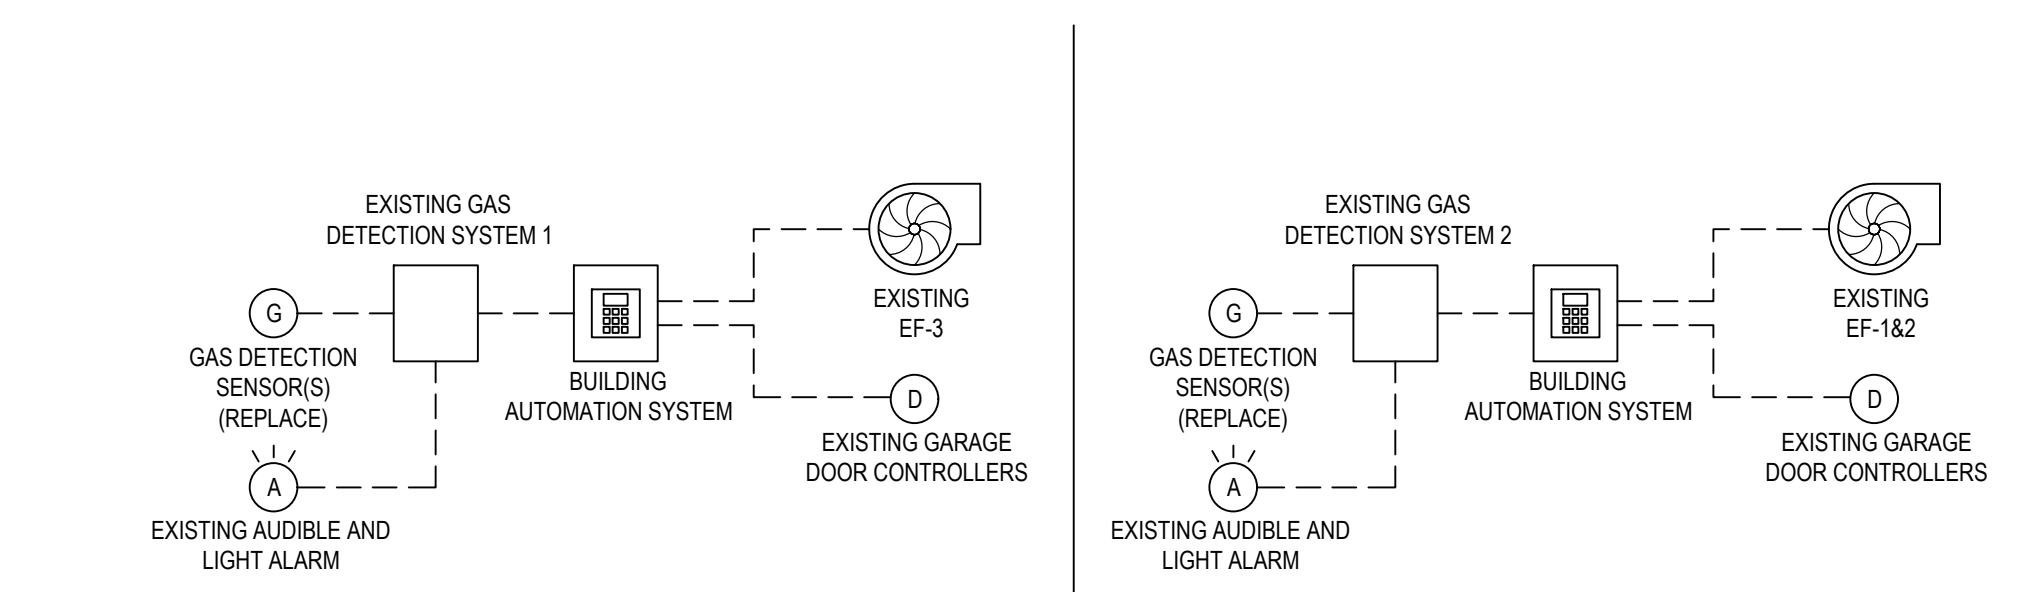 EXISTING GAS
DETECTION SYSTEM 1
G
GAS DETECTION
SENSOR(S)
(REPLACE)
A
EXISTING AUDIBLE AND
LIGHT ALARM
BUILDING
AUTOMATION SYSTEM
EXISTING
EF-3
D
EXISTING GARAGE
DOOR CONTROLLERS
EXISTING GAS
DETECTION SYSTEM 2
G
GAS DETECTION
SENSOR(S)
(REPLACE)
A
EXISTING AUDIBLE AND
LIGHT ALARM
BUILDING
AUTOMATION SYSTEM
EXISTING
EF-1&2
D
EXISTING GARAGE
DOOR CONTROLLERS